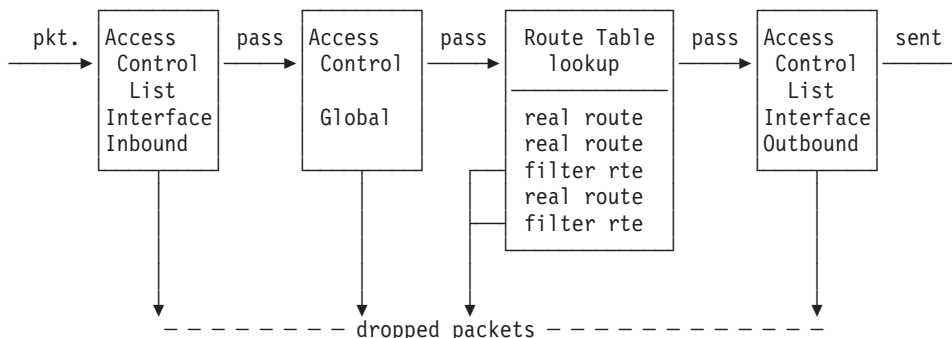 pkt.
Access
Control
List
Interface
Inbound
pass
Access
Control
Global
pass
Route Table
lookup
real route
real route
filter rte
real route
filter rte
pass
Access
Control
List
Interface
Outbound
sent
dropped packets